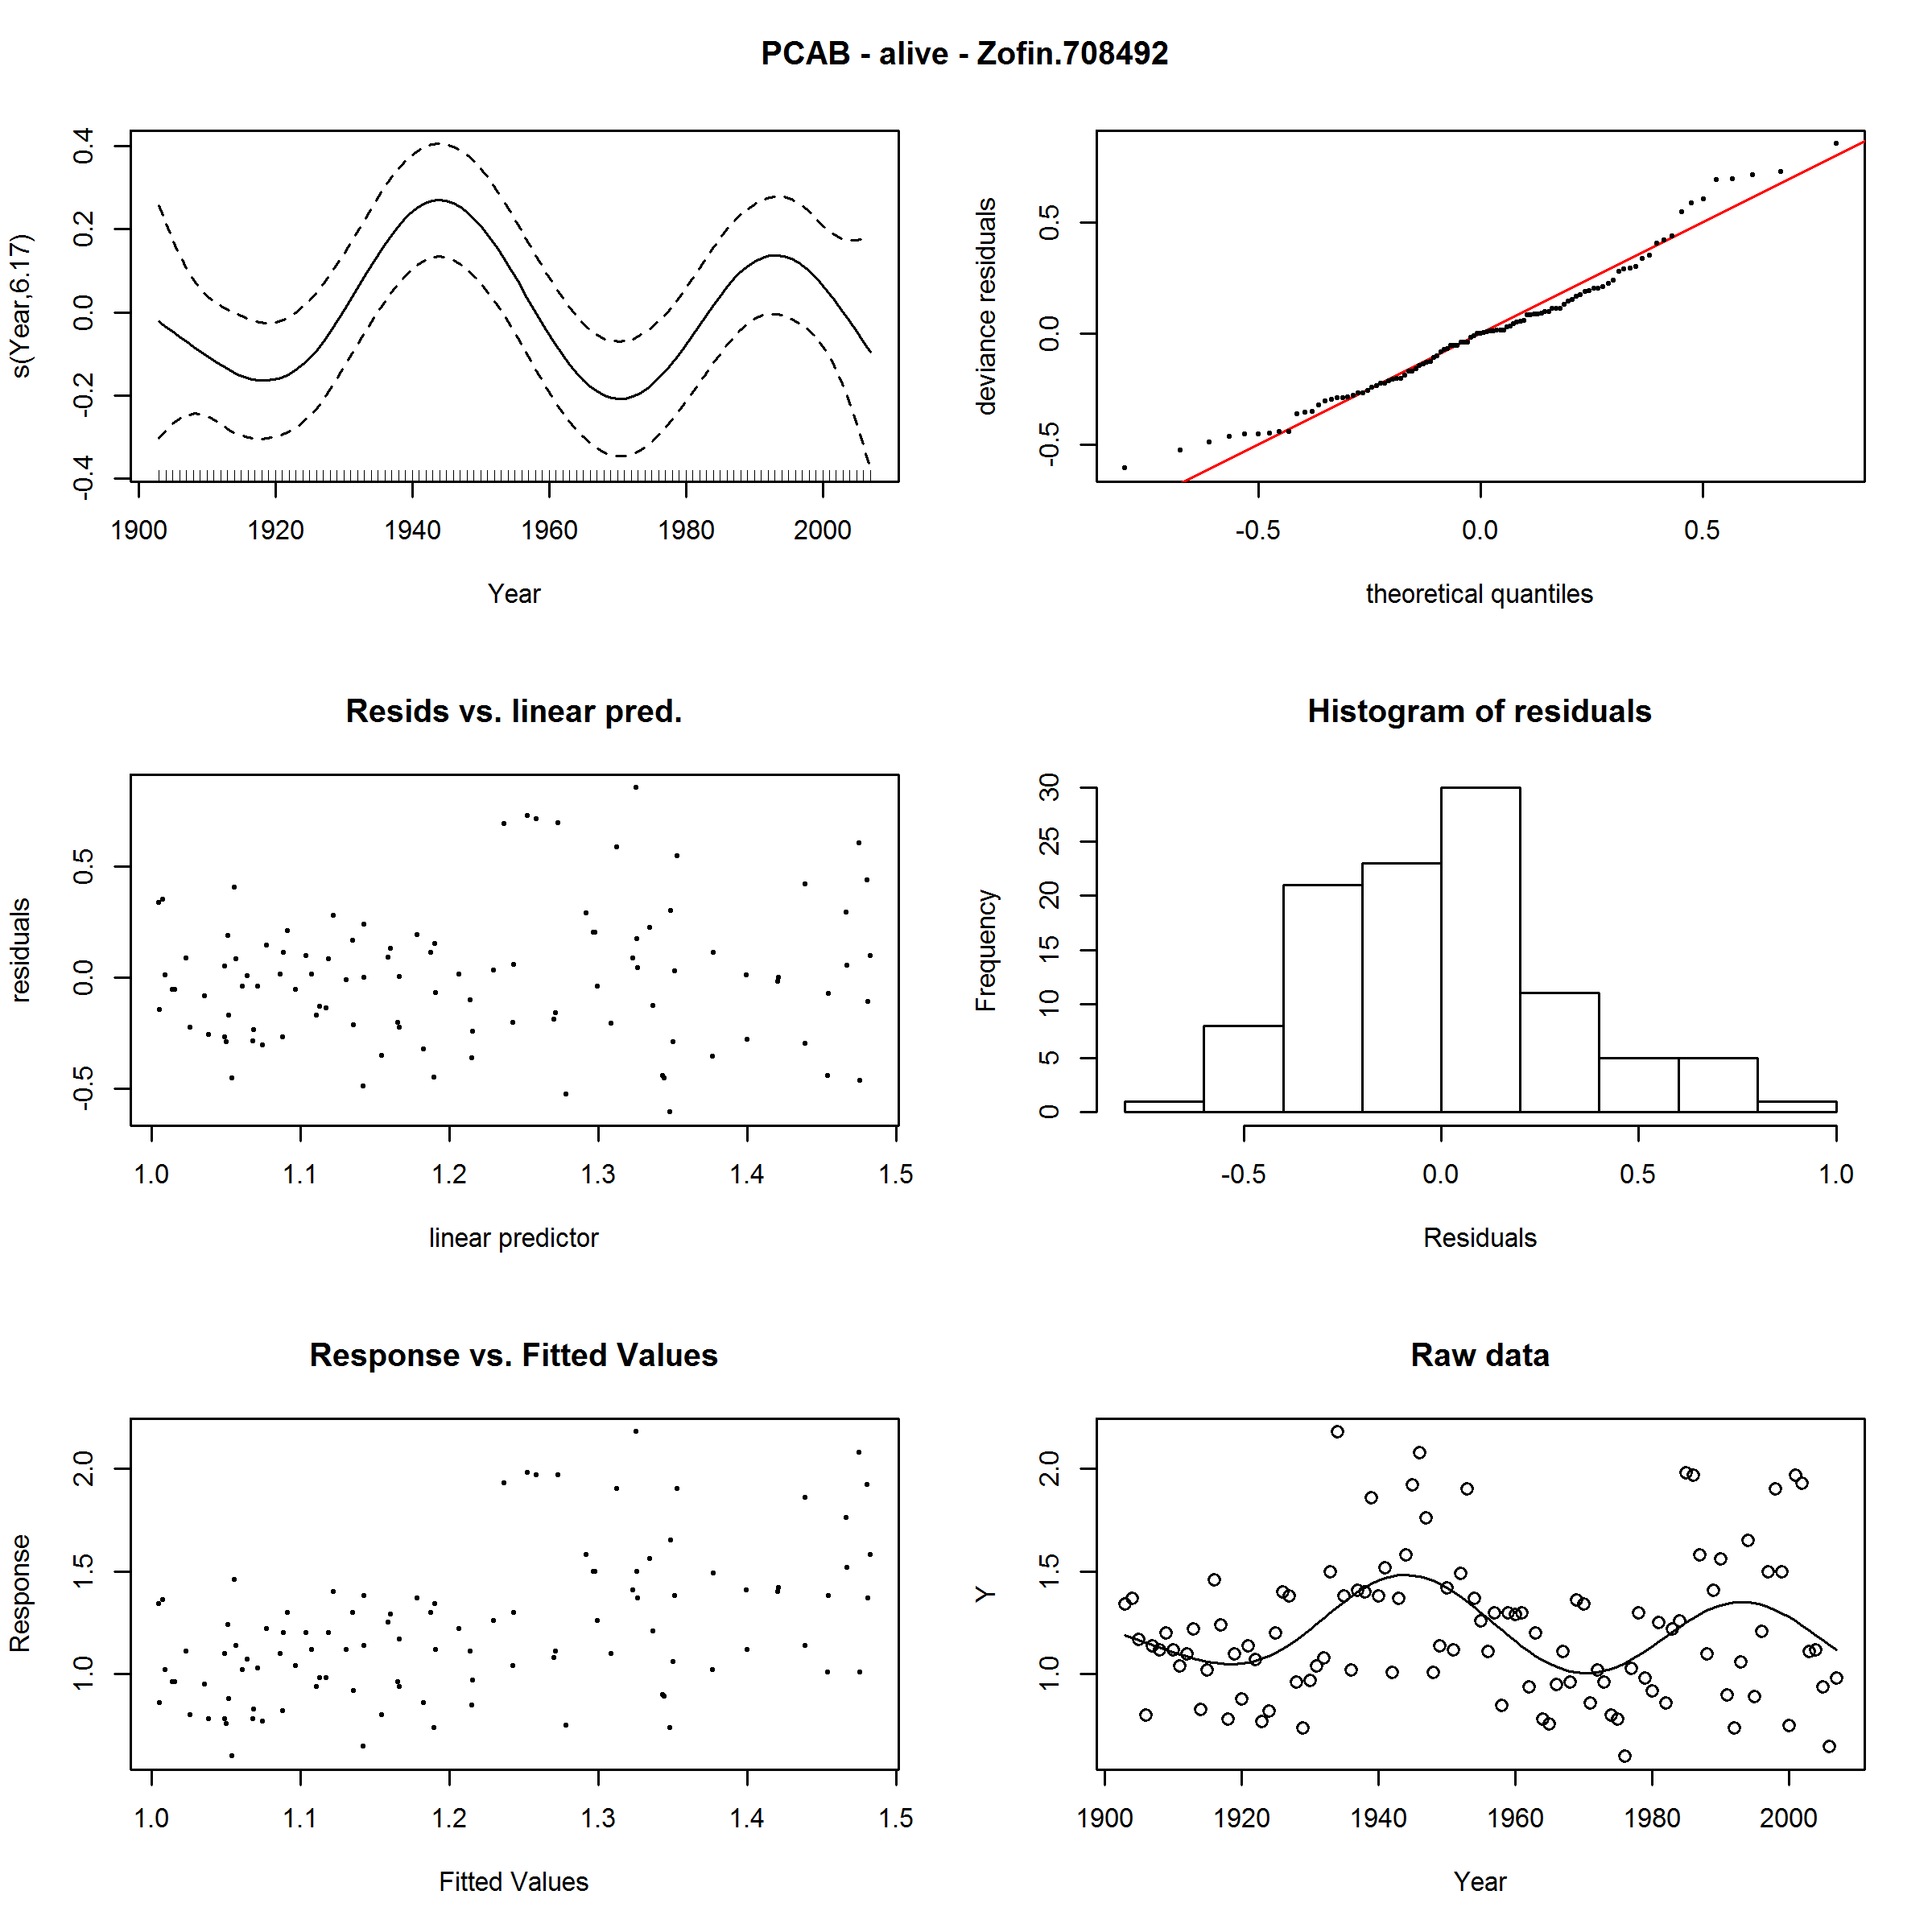 PCAB - alive - Zofin.708492
s(Year,6.17)
-0.4 -0.2 0.0 0.2 0.4
1900 1920 1940 1960 1980 2000
Year
deviance residuals
-0.5 0.0 0.5
-0.5 0.0 0.5
theoretical quantiles
Resids vs. linear pred.
residuals
-0.5 0.0 0.5
1.0 1.1 1.2 1.3 1.4 1.5
linear predictor
Histogram of residuals
Frequency
0 5 10 15 20 25 30
-0.5 0.0 0.5 1.0
Residuals
Response vs. Fitted Values
Response
1.0 1.5 2.0
1.0 1.1 1.2 1.3 1.4 1.5
Fitted Values
Raw data
Y
1.0 1.5 2.0
1900 1920 1940 1960 1980 2000
Year